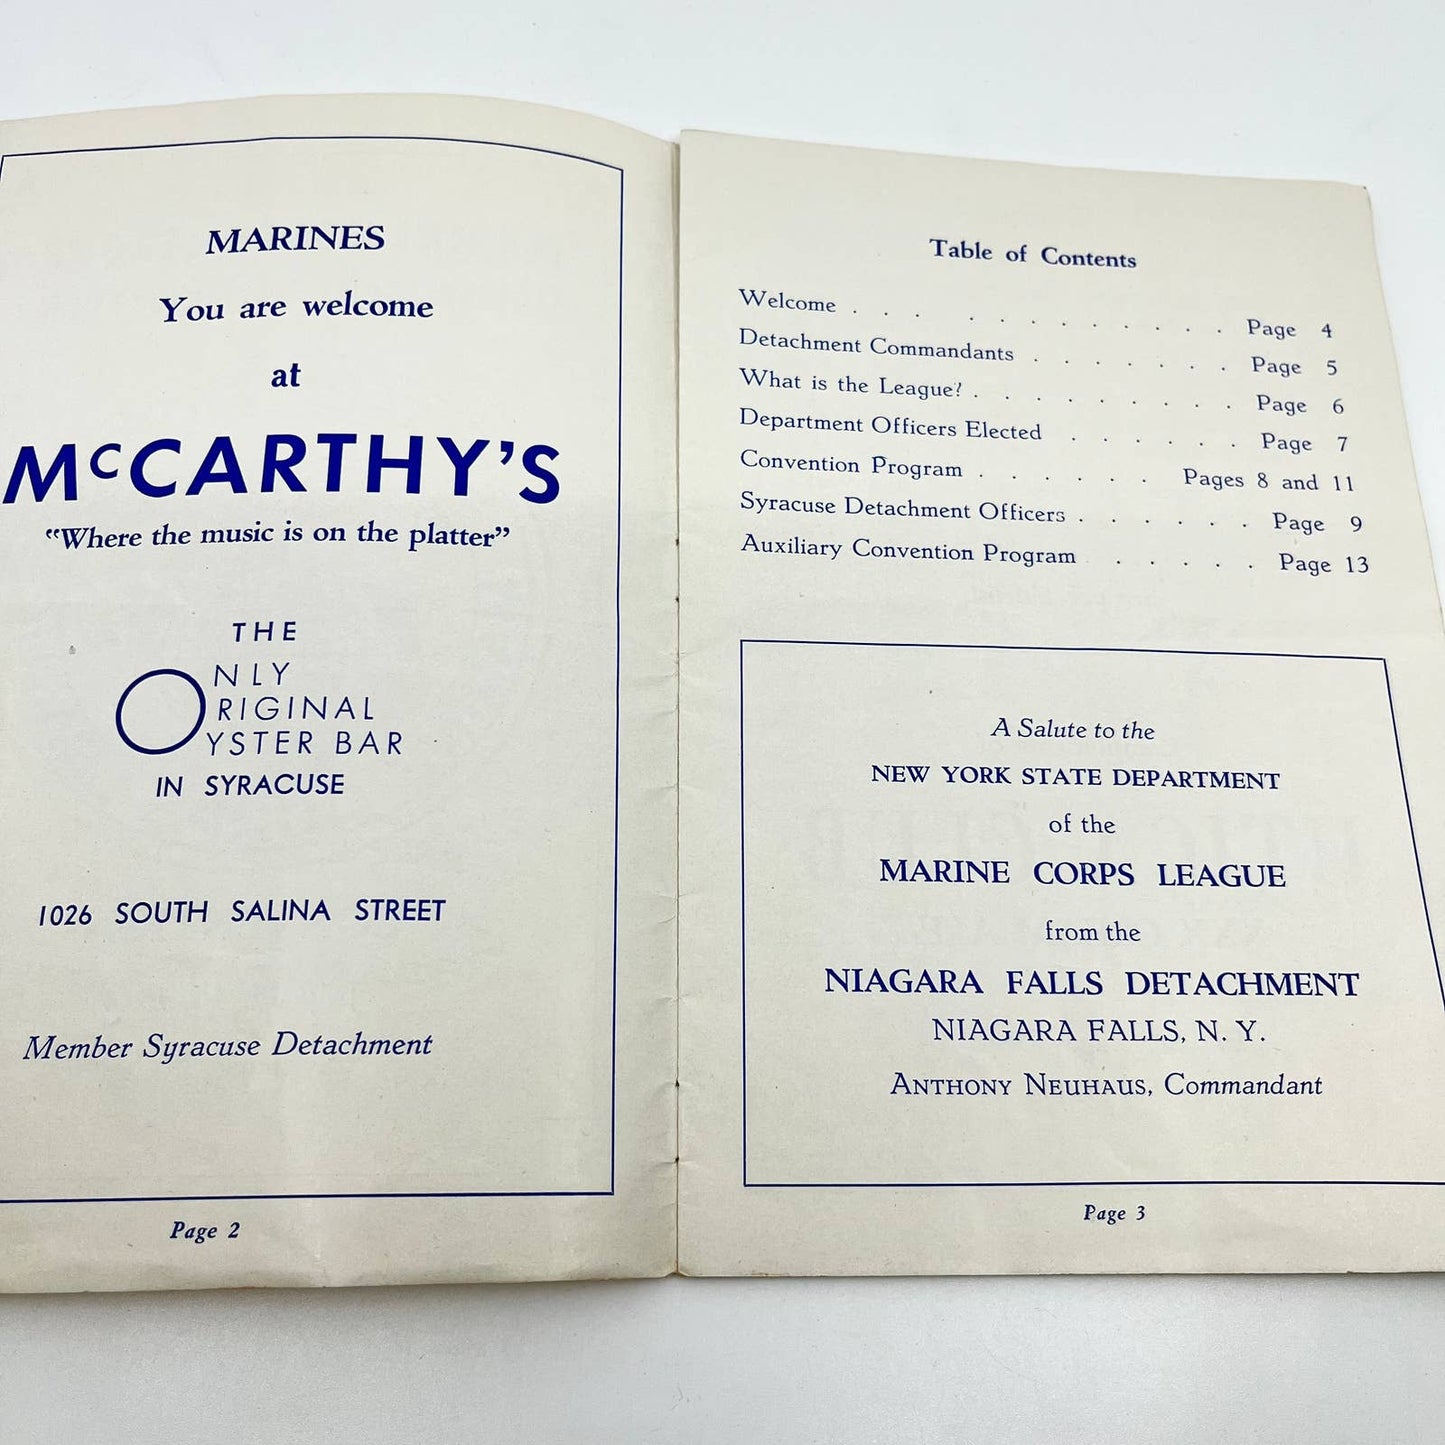 MARINES
You are welcome
at
McCARTHY'S
"Where the music is on the platter"
THE
ONLY
ORIGINAL
OYSTER BAR
IN SYRACUSE
1026 SOUTH SALINA STREET
Member Syracuse Detachment
Page 2
Table of Contents
Welcome . . . . . . . . . . . . Page 4
Detachment Commandants . . . . . . . Page 5
What is the League? . . . . . . . . . Page 6
Department Officers Elected . . . . . . Page 7
Convention Program . . . . . . Pages 8 and 11
Syracuse Detachment Officers . . . . . . Page 9
Auxiliary Convention Program . . . . . Page 13
A Salute to the
NEW YORK STATE DEPARTMENT
of the
MARINE CORPS LEAGUE
from the
NIAGARA FALLS DETACHMENT
NIAGARA FALLS, N. Y.
ANTHONY NEUHAUS, Commandant
Page 3